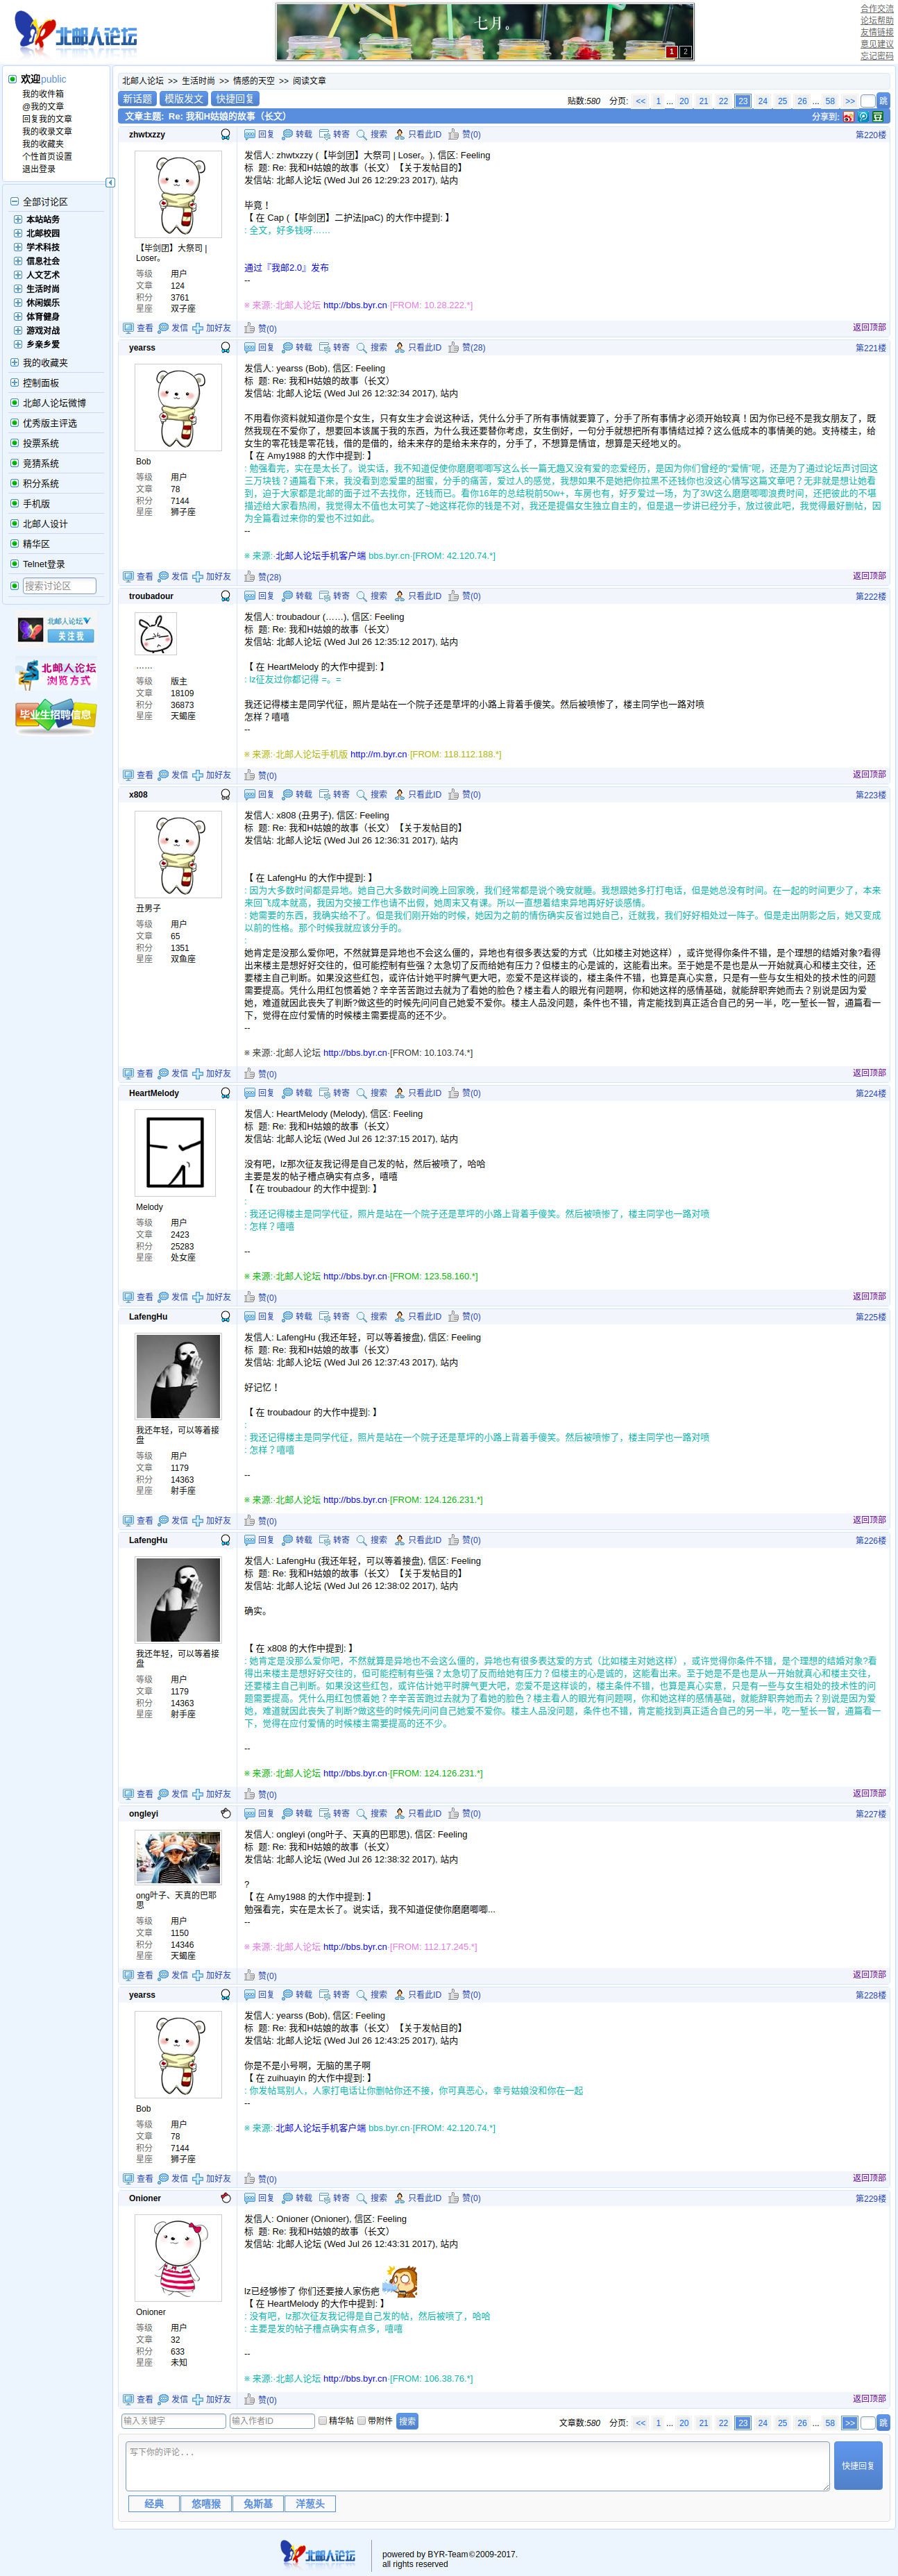 北邮人论坛
七月。
1 2
合作交流
论坛帮助
友情链接
意见建议
忘记密码
欢迎public
我的收件箱
@我的文章
回复我的文章
我的收录文章
我的收藏夹
个性首页设置
退出登录
全部讨论区
本站站务
北邮校园
学术科技
信息社会
人文艺术
生活时尚
休闲娱乐
体育健身
游戏对战
乡亲乡爱
我的收藏夹
控制面板
北邮人论坛微博
优秀版主评选
投票系统
竞猜系统
积分系统
手机版
北邮人设计
精华区
Telnet登录
搜索讨论区
北邮人论坛
关注我
北邮人论坛
浏览方式
毕业生招聘信息
北邮人论坛 >> 生活时尚 >> 情感的天空 >> 阅读文章
新话题 模版发文 快捷回复
贴数:580 分页: << 1 ... 20 21 22 23 24 25 26 ... 58 >> 跳
文章主题: Re: 我和H姑娘的故事（长文）
分享到:
zhwtxzzy
回复 转载 转寄 搜索 只看此ID 赞(0)
第220楼
【毕剑团】大祭司 | Loser。
等级 用户
文章 124
积分 3761
星座 双子座
发信人: zhwtxzzy (【毕剑团】大祭司 | Loser。), 信区: Feeling
标  题: Re: 我和H姑娘的故事（长文）【关于发帖目的】
发信站: 北邮人论坛 (Wed Jul 26 12:29:23 2017), 站内
毕竟！
【 在 Cap (【毕剑团】二护法|paC) 的大作中提到: 】
: 全文，好多钱呀……
通过『我邮2.0』发布
--
※ 来源:·北邮人论坛 http://bbs.byr.cn·[FROM: 10.28.222.*]
查看 发信 加好友 赞(0) 返回顶部
yearss
回复 转载 转寄 搜索 只看此ID 赞(28)
第221楼
Bob
等级 用户
文章 78
积分 7144
星座 狮子座
发信人: yearss (Bob), 信区: Feeling
标  题: Re: 我和H姑娘的故事（长文）
发信站: 北邮人论坛 (Wed Jul 26 12:32:34 2017), 站内
不用看你资料就知道你是个女生，只有女生才会说这种话，凭什么分手了所有事情就要算了，分手了所有事情才必须开始较真！因为你已经不是我女朋友了，既然我现在不爱你了，想要回本该属于我的东西，为什么我还要替你考虑，女生倒好，一句分手就想把所有事情结过掉？这么低成本的事情美的她。支持楼主，给女生的零花钱是零花钱，借的是借的，给未来存的是给未来存的，分手了，不想算是情谊，想算是天经地义的。
【 在 Amy1988 的大作中提到: 】
: 勉强看完，实在是太长了。说实话，我不知道促使你磨磨唧唧写这么长一篇无趣又没有爱的恋爱经历，是因为你们曾经的“爱情”呢，还是为了通过论坛声讨回这三万块钱？通篇看下来，我没看到恋爱里的甜蜜，分手的痛苦，爱过人的感觉，我想如果不是她把你拉黑不还钱你也没这心情写这篇文章吧？无非就是想让她看到，迫于大家都是北邮的面子过不去找你，还钱而已。看你16年的总结税前50w+，车房也有，好歹爱过一场，为了3W这么磨磨唧唧浪费时间，还把彼此的不堪描述给大家看热闹，我觉得太不值也太可笑了~她这样花你的钱是不对，我还是提倡女生独立自主的，但是退一步讲已经分手，放过彼此吧，我觉得最好删帖，因为全篇看过来你的爱也不过如此。
--
※ 来源:·北邮人论坛手机客户端 bbs.byr.cn·[FROM: 42.120.74.*]
查看 发信 加好友 赞(28) 返回顶部
troubadour
回复 转载 转寄 搜索 只看此ID 赞(0)
第222楼
……
等级 版主
文章 18109
积分 36873
星座 天蝎座
发信人: troubadour (……), 信区: Feeling
标  题: Re: 我和H姑娘的故事（长文）
发信站: 北邮人论坛 (Wed Jul 26 12:35:12 2017), 站内
【 在 HeartMelody 的大作中提到: 】
: lz征友过你都记得 =。=
我还记得楼主是同学代征，照片是站在一个院子还是草坪的小路上背着手傻笑。然后被喷惨了，楼主同学也一路对喷
怎样？嘻嘻
--
※ 来源:·北邮人论坛手机版 http://m.byr.cn·[FROM: 118.112.188.*]
查看 发信 加好友 赞(0) 返回顶部
x808
回复 转载 转寄 搜索 只看此ID 赞(0)
第223楼
丑男子
等级 用户
文章 65
积分 1351
星座 双鱼座
发信人: x808 (丑男子), 信区: Feeling
标  题: Re: 我和H姑娘的故事（长文）【关于发帖目的】
发信站: 北邮人论坛 (Wed Jul 26 12:36:31 2017), 站内
【 在 LafengHu 的大作中提到: 】
: 因为大多数时间都是异地。她自己大多数时间晚上回家晚，我们经常都是说个晚安就睡。我想跟她多打打电话，但是她总没有时间。在一起的时间更少了，本来来回飞成本就高，我因为交接工作也请不出假，她周末又有课。所以一直想着结束异地再好好谈感情。
: 她需要的东西，我确实给不了。但是我们刚开始的时候，她因为之前的情伤确实反省过她自己，迁就我，我们好好相处过一阵子。但是走出阴影之后，她又变成以前的性格。那个时候我就应该分手的。
:
她肯定是没那么爱你吧，不然就算是异地也不会这么僵的，异地也有很多表达爱的方式（比如楼主对她这样），或许觉得你条件不错，是个理想的结婚对象?看得出来楼主是想好好交往的，但可能控制有些强？太急切了反而给她有压力？但楼主的心是诚的，这能看出来。至于她是不是也是从一开始就真心和楼主交往，还要楼主自己判断。如果没这些红包，或许估计她平时脾气更大吧，恋爱不是这样谈的，楼主条件不错，也算是真心实意，只是有一些与女生相处的技术性的问题需要提高。凭什么用红包惯着她？辛辛苦苦跑过去就为了看她的脸色？楼主看人的眼光有问题啊，你和她这样的感情基础，就能辞职奔她而去？别说是因为爱她，难道就因此丧失了判断?做这些的时候先问问自己她爱不爱你。楼主人品没问题，条件也不错，肯定能找到真正适合自己的另一半，吃一堑长一智，通篇看一下，觉得在应付爱情的时候楼主需要提高的还不少。
--
※ 来源:·北邮人论坛 http://bbs.byr.cn·[FROM: 10.103.74.*]
查看 发信 加好友 赞(0) 返回顶部
HeartMelody
回复 转载 转寄 搜索 只看此ID 赞(0)
第224楼
Melody
等级 用户
文章 2423
积分 25283
星座 处女座
发信人: HeartMelody (Melody), 信区: Feeling
标  题: Re: 我和H姑娘的故事（长文）
发信站: 北邮人论坛 (Wed Jul 26 12:37:15 2017), 站内
没有吧，lz那次征友我记得是自己发的帖，然后被喷了，哈哈
主要是发的帖子槽点确实有点多，嘻嘻
【 在 troubadour 的大作中提到: 】
:
: 我还记得楼主是同学代征，照片是站在一个院子还是草坪的小路上背着手傻笑。然后被喷惨了，楼主同学也一路对喷
: 怎样？嘻嘻
--
※ 来源:·北邮人论坛 http://bbs.byr.cn·[FROM: 123.58.160.*]
查看 发信 加好友 赞(0) 返回顶部
LafengHu
回复 转载 转寄 搜索 只看此ID 赞(0)
第225楼
我还年轻，可以等着接盘
等级 用户
文章 1179
积分 14363
星座 射手座
发信人: LafengHu (我还年轻，可以等着接盘), 信区: Feeling
标  题: Re: 我和H姑娘的故事（长文）
发信站: 北邮人论坛 (Wed Jul 26 12:37:43 2017), 站内
好记忆！
【 在 troubadour 的大作中提到: 】
:
: 我还记得楼主是同学代征，照片是站在一个院子还是草坪的小路上背着手傻笑。然后被喷惨了，楼主同学也一路对喷
: 怎样？嘻嘻
--
※ 来源:·北邮人论坛 http://bbs.byr.cn·[FROM: 124.126.231.*]
查看 发信 加好友 赞(0) 返回顶部
LafengHu
回复 转载 转寄 搜索 只看此ID 赞(0)
第226楼
我还年轻，可以等着接盘
等级 用户
文章 1179
积分 14363
星座 射手座
发信人: LafengHu (我还年轻，可以等着接盘), 信区: Feeling
标  题: Re: 我和H姑娘的故事（长文）【关于发帖目的】
发信站: 北邮人论坛 (Wed Jul 26 12:38:02 2017), 站内
确实。
【 在 x808 的大作中提到: 】
: 她肯定是没那么爱你吧，不然就算是异地也不会这么僵的，异地也有很多表达爱的方式（比如楼主对她这样），或许觉得你条件不错，是个理想的结婚对象?看得出来楼主是想好好交往的，但可能控制有些强？太急切了反而给她有压力？但楼主的心是诚的，这能看出来。至于她是不是也是从一开始就真心和楼主交往，还要楼主自己判断。如果没这些红包，或许估计她平时脾气更大吧，恋爱不是这样谈的，楼主条件不错，也算是真心实意，只是有一些与女生相处的技术性的问题需要提高。凭什么用红包惯着她？辛辛苦苦跑过去就为了看她的脸色？楼主看人的眼光有问题啊，你和她这样的感情基础，就能辞职奔她而去？别说是因为爱她，难道就因此丧失了判断?做这些的时候先问问自己她爱不爱你。楼主人品没问题，条件也不错，肯定能找到真正适合自己的另一半，吃一堑长一智，通篇看一下，觉得在应付爱情的时候楼主需要提高的还不少。
--
※ 来源:·北邮人论坛 http://bbs.byr.cn·[FROM: 124.126.231.*]
查看 发信 加好友 赞(0) 返回顶部
ongleyi
回复 转载 转寄 搜索 只看此ID 赞(0)
第227楼
ong叶子、天真的巴耶思
等级 用户
文章 1150
积分 14346
星座 天蝎座
发信人: ongleyi (ong叶子、天真的巴耶思), 信区: Feeling
标  题: Re: 我和H姑娘的故事（长文）
发信站: 北邮人论坛 (Wed Jul 26 12:38:32 2017), 站内
?
【 在 Amy1988 的大作中提到: 】
勉强看完，实在是太长了。说实话，我不知道促使你磨磨唧唧...
--
※ 来源:·北邮人论坛 http://bbs.byr.cn·[FROM: 112.17.245.*]
查看 发信 加好友 赞(0) 返回顶部
yearss
回复 转载 转寄 搜索 只看此ID 赞(0)
第228楼
Bob
等级 用户
文章 78
积分 7144
星座 狮子座
发信人: yearss (Bob), 信区: Feeling
标  题: Re: 我和H姑娘的故事（长文）【关于发帖目的】
发信站: 北邮人论坛 (Wed Jul 26 12:43:25 2017), 站内
你是不是小号啊，无脑的黑子啊
【 在 zuihuayin 的大作中提到: 】
: 你发帖骂别人，人家打电话让你删帖你还不接，你可真恶心，幸亏姑娘没和你在一起
--
※ 来源:·北邮人论坛手机客户端 bbs.byr.cn·[FROM: 42.120.74.*]
查看 发信 加好友 赞(0) 返回顶部
Onioner
回复 转载 转寄 搜索 只看此ID 赞(0)
第229楼
Onioner
等级 用户
文章 32
积分 633
星座 未知
发信人: Onioner (Onioner), 信区: Feeling
标  题: Re: 我和H姑娘的故事（长文）
发信站: 北邮人论坛 (Wed Jul 26 12:43:31 2017), 站内
lz已经够惨了 你们还要接人家伤疤
【 在 HeartMelody 的大作中提到: 】
: 没有吧，lz那次征友我记得是自己发的帖，然后被喷了，哈哈
: 主要是发的帖子槽点确实有点多，嘻嘻
--
※ 来源:·北邮人论坛 http://bbs.byr.cn·[FROM: 106.38.76.*]
查看 发信 加好友 赞(0) 返回顶部
输入关键字 输入作者ID 精华帖 带附件 搜索
文章数:580 分页: << 1 ... 20 21 22 23 24 25 26 ... 58 >> 跳
写下你的评论...
快捷回复
经典 悠嘻猴 兔斯基 洋葱头
北邮人论坛
powered by BYR-Team©2009-2017.
all rights reserved